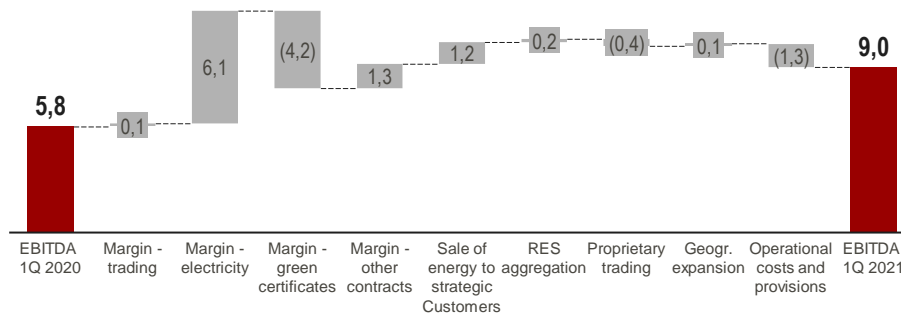 5,8
0,1
6,1
(4,2)
1,3
1,2
0,2
(0,4)
0,1
(1,3)
9,0
EBITDA
1Q 2020
Margin -
trading
Margin -
electricity
Margin -
green
certificates
Margin -
other
contracts
Sale of
energy to
strategic
Customers
RES
aggregation
Proprietary
trading
Geogr.
expansion
Operational
costs and
provisions
EBITDA
1Q 2021